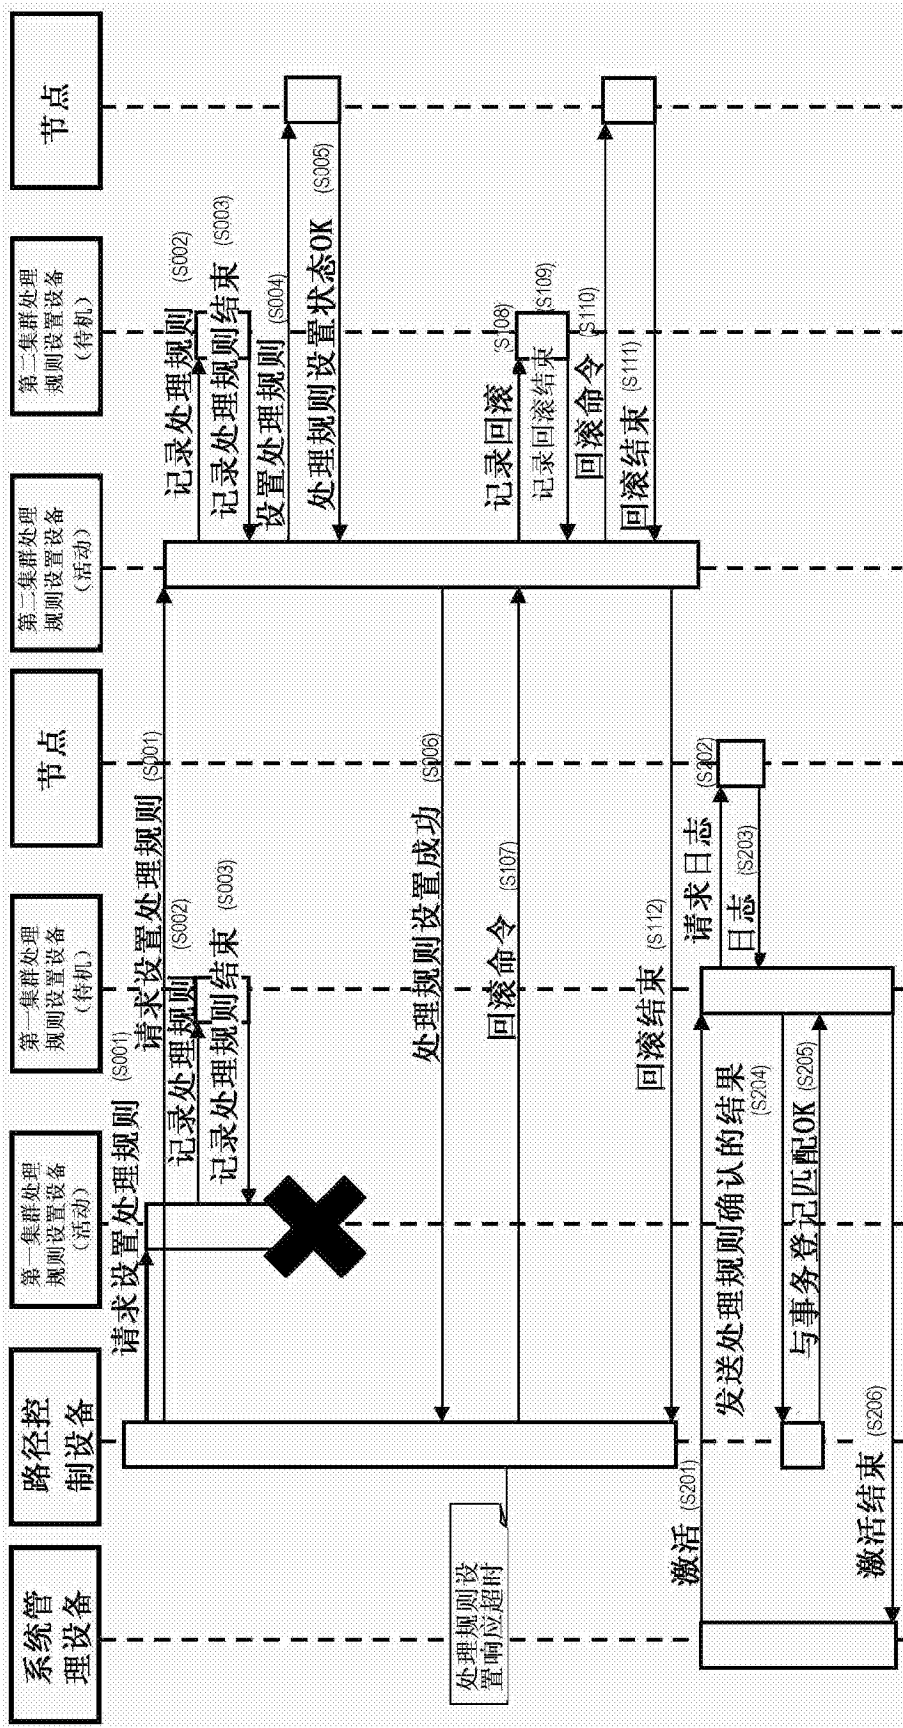 系统管
理设备
路径控
制设备
第一集群处理
规则设置设备
（活动）
第一集群处理
规则设置设备
（待机）
节点
第二集群处理
规则设置设备
（活动）
第二集群处理
规则设置设备
（待机）
节点
请求设置处理规则 (S001)
请求设置处理规则 (S001)
记录处理规则 (S002)
记录处理规则结束 (S003)
记录处理规则 (S002)
记录处理规则结束 (S003)
设置处理规则 (S004)
处理规则设置状态OK (S005)
处理规则设置成功 (S006)
处理规则设
置响应超时
回滚命令 (S107)
记录回滚 (S108)
记录回滚结束 (S109)
回滚命令 (S110)
回滚结束 (S111)
回滚结束 (S112)
激活 (S201)
请求日志 (S202)
日志 (S203)
发送处理规则确认的结果 (S204)
与事务登记匹配OK (S205)
激活结束 (S206)